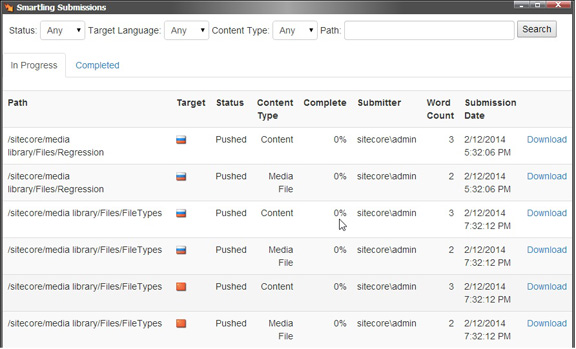 Smartling Submissions
Status: Any Target Language: Any Content Type: Any Path: Search
In Progress Completed
Path Target Status Content Type Complete Submitter Word Count Submission Date
/sitecore/media library/Files/Regression Pushed Content 0% sitecore\admin 3 2/12/2014 5:32:06 PM Download
/sitecore/media library/Files/Regression Pushed Media File 0% sitecore\admin 2 2/12/2014 5:32:06 PM Download
/sitecore/media library/Files/FileTypes Pushed Content 0% sitecore\admin 3 2/12/2014 7:32:12 PM Download
/sitecore/media library/Files/FileTypes Pushed Media File 0% sitecore\admin 2 2/12/2014 7:32:12 PM Download
/sitecore/media library/Files/FileTypes Pushed Content 0% sitecore\admin 3 2/12/2014 7:32:12 PM Download
/sitecore/media library/Files/FileTypes Pushed Media File 0% sitecore\admin 2 2/12/2014 7:32:12 PM Download